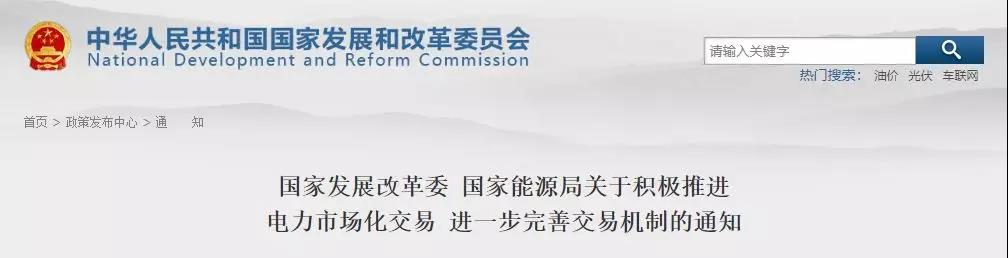 中华人民共和国国家发展和改革委员会
National Development and Reform Commission
请输入关键字
热门搜索： 油价 光伏 车联网
首页 > 政策发布中心 > 通 知
国家发展改革委 国家能源局关于积极推进
电力市场化交易 进一步完善交易机制的通知